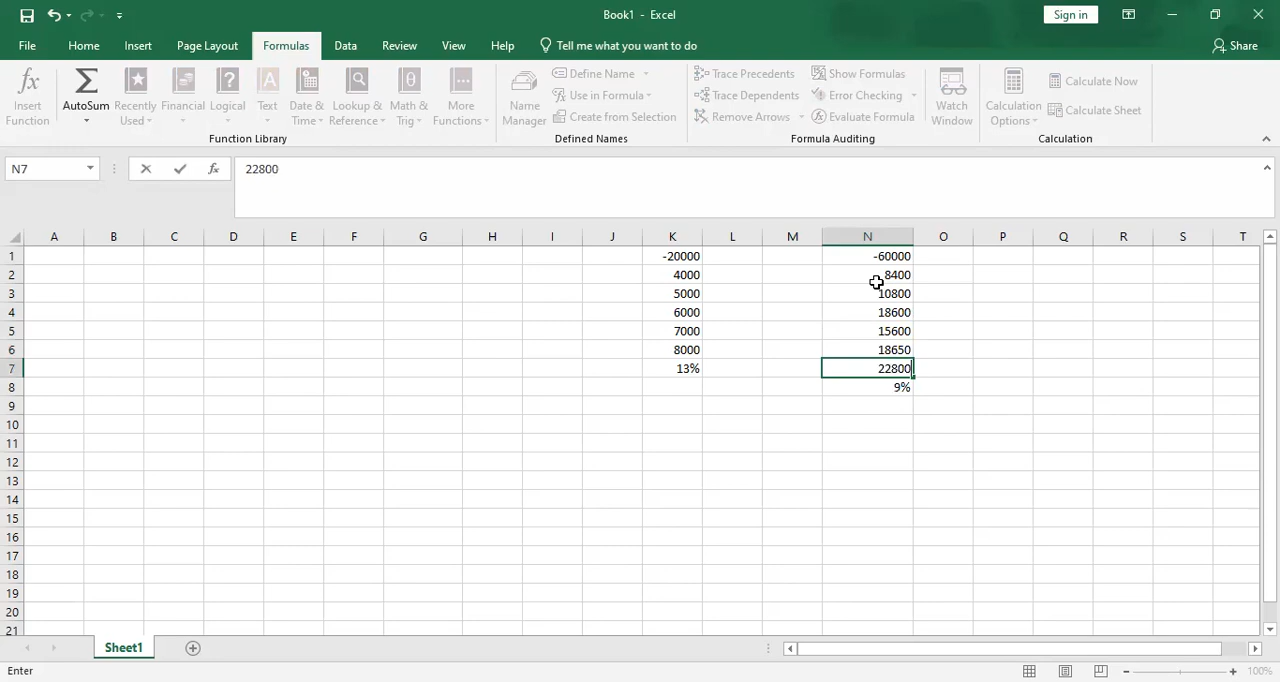 Book1 - Excel
Sign in
File Home Insert Page Layout Formulas Data Review View Help Tell me what you want to do Share
Insert Function
AutoSum
Recently Used
Financial
Logical
Text
Date & Time
Lookup & Reference
Math & Trig
More Functions
Function Library
Name Manager
Define Name
Use in Formula
Create from Selection
Defined Names
Trace Precedents
Trace Dependents
Remove Arrows
Show Formulas
Error Checking
Evaluate Formula
Formula Auditing
Watch Window
Calculation Options
Calculate Now
Calculate Sheet
Calculation
N7 fx 22800
A B C D E F G H I J K L M N O P Q R S T
1 -20000 -60000
2 4000 8400
3 5000 10800
4 6000 18600
5 7000 15600
6 8000 18650
7 13% 22800
8 9%
9
10
11
12
13
14
15
16
17
18
19
20
21
Sheet1
Enter 100%